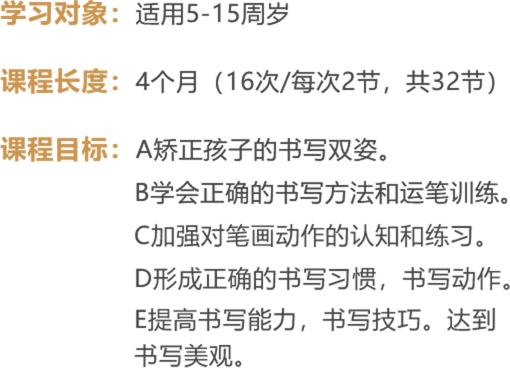 学习对象：适用5-15周岁
课程长度：4个月（16次/每次2节，共32节）
课程目标：A矫正孩子的书写双姿。
B学会正确的书写方法和运笔训练。
C加强对笔画动作的认知和练习。
D形成正确的书写习惯，书写动作。
E提高书写能力，书写技巧。达到
书写美观。